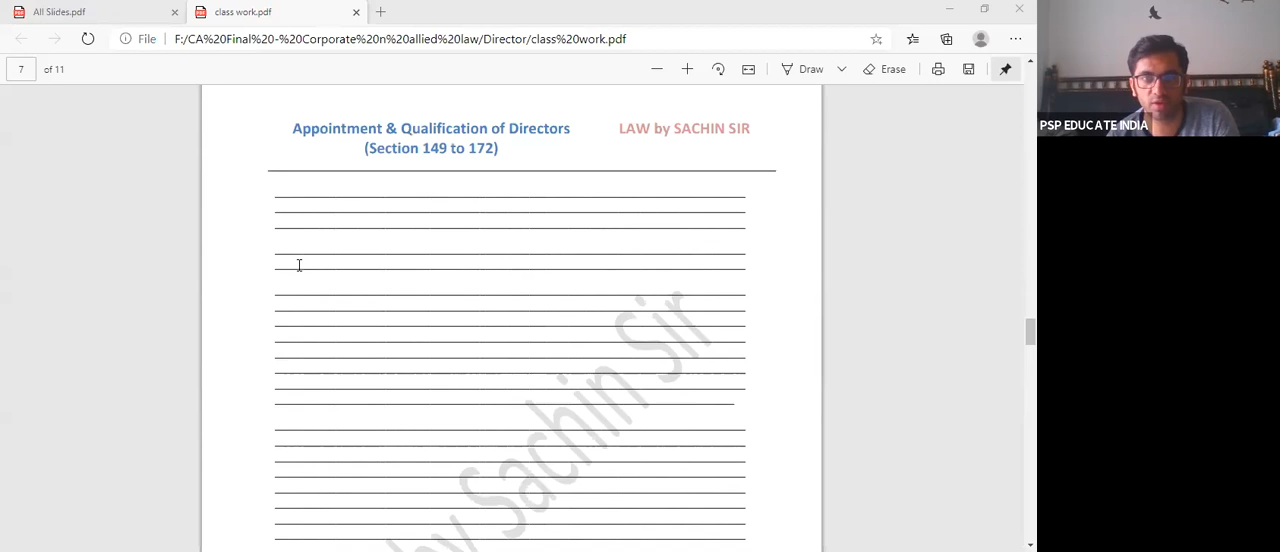 All Slides.pdf
class work.pdf
File
F:/CA%20Final%20-%20Corporate%20n%20allied%20law/Director/class%20work.pdf
7 of 11
Draw
Erase
PSP EDUCATE INDIA
Appointment & Qualification of Directors LAW by SACHIN SIR
(Section 149 to 172)
by Sachin Sir